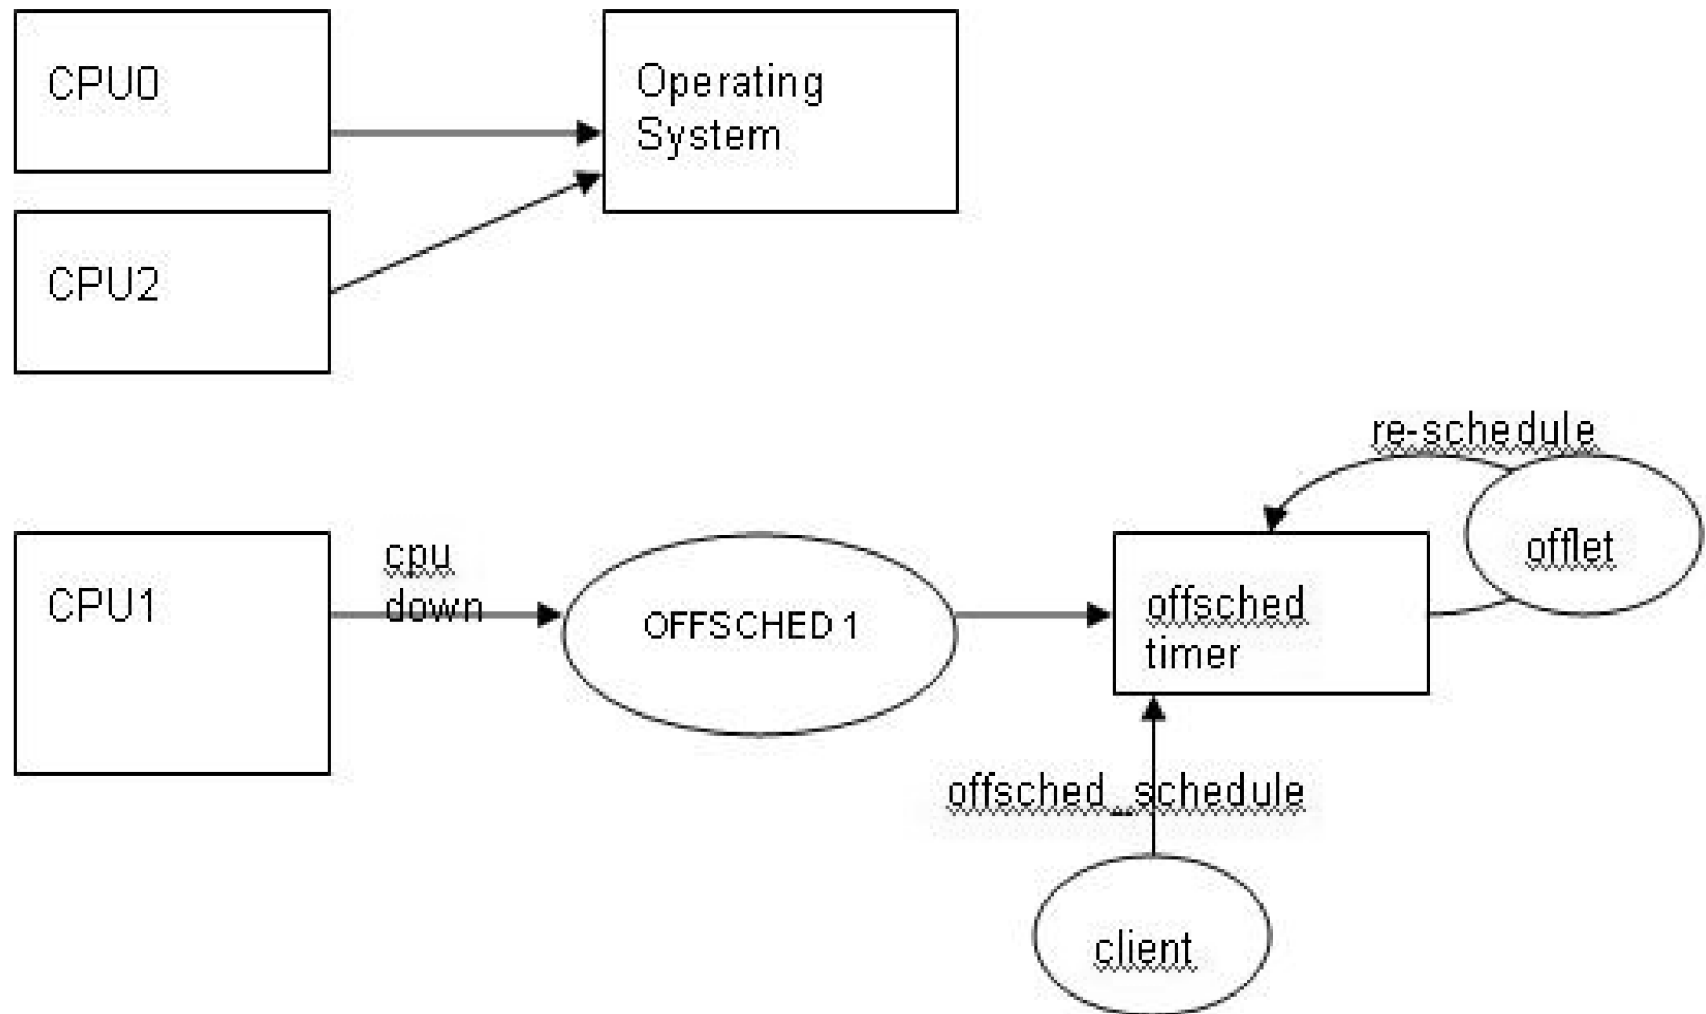 CPU0
Operating
System
CPU2
re-schedule
cpu
down
CPU1
OFFSCHED 1
offsched
timer
offlet
offsched_schedule
client